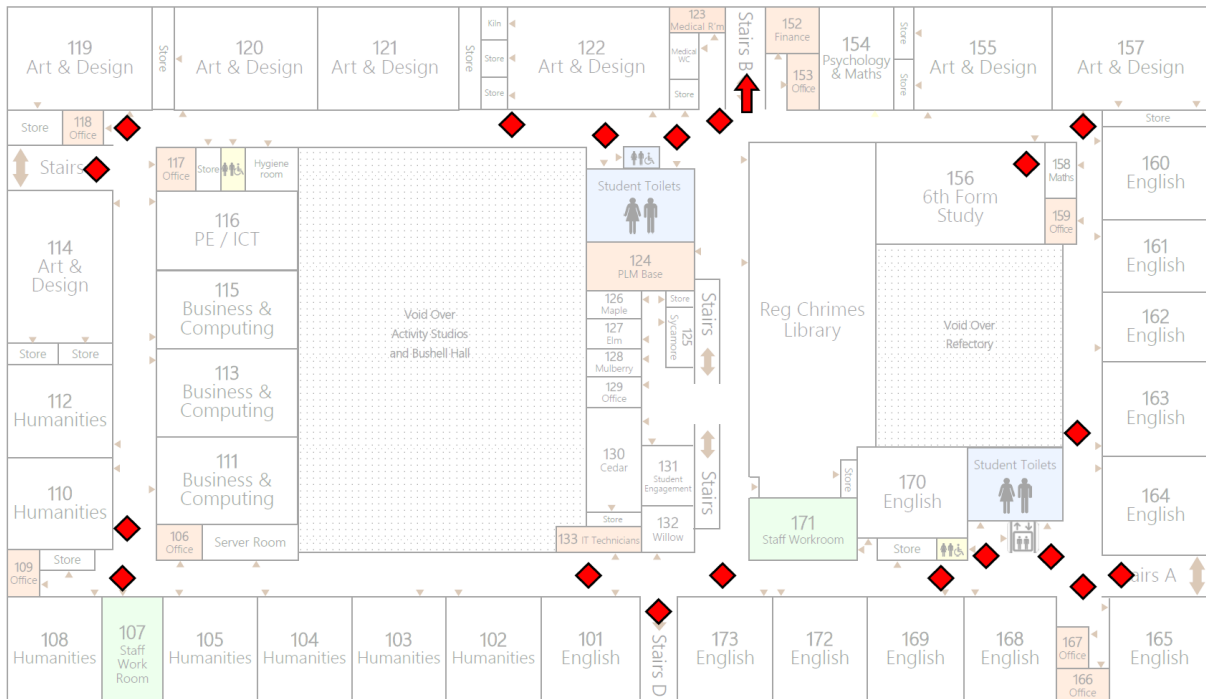 119
Art & Design
Store
120
Art & Design
121
Art & Design
Store
Kiln
Store
Store
122
Art & Design
123
Medical R'm
Medical
WC
Store
Stairs B
152
Finance
153
Office
154
Psychology
& Maths
Store
Store
155
Art & Design
157
Art & Design
Store
118
Office
Stairs
117
Office
Store
Hygiene
room
Student Toilets
156
6th Form
Study
158
Maths
159
Office
Store
160
English
114
Art &
Design
116
PE / ICT
124
PLM Base
161
English
115
Business &
Computing
Void Over
Activity Studios
and Bushell Hall
126
Maple
127
Elm
128
Mulberry
129
Office
Store
Sycamore
125
Stairs
Reg Chrimes
Library
Void Over
Refectory
162
English
Store
Store
112
Humanities
113
Business &
Computing
163
English
110
Humanities
111
Business &
Computing
130
Cedar
131
Student
Engagement
Stairs
Store
170
English
Student Toilets
164
English
Store
132
Willow
133 IT Technicians
171
Staff Workroom
Store
106
Office
Server Room
109
Office
Store
airs A
108
Humanities
107
Staff
Work
Room
105
Humanities
104
Humanities
103
Humanities
102
Humanities
101
English
Stairs D
173
English
172
English
169
English
168
English
167
Office
166
Office
165
English